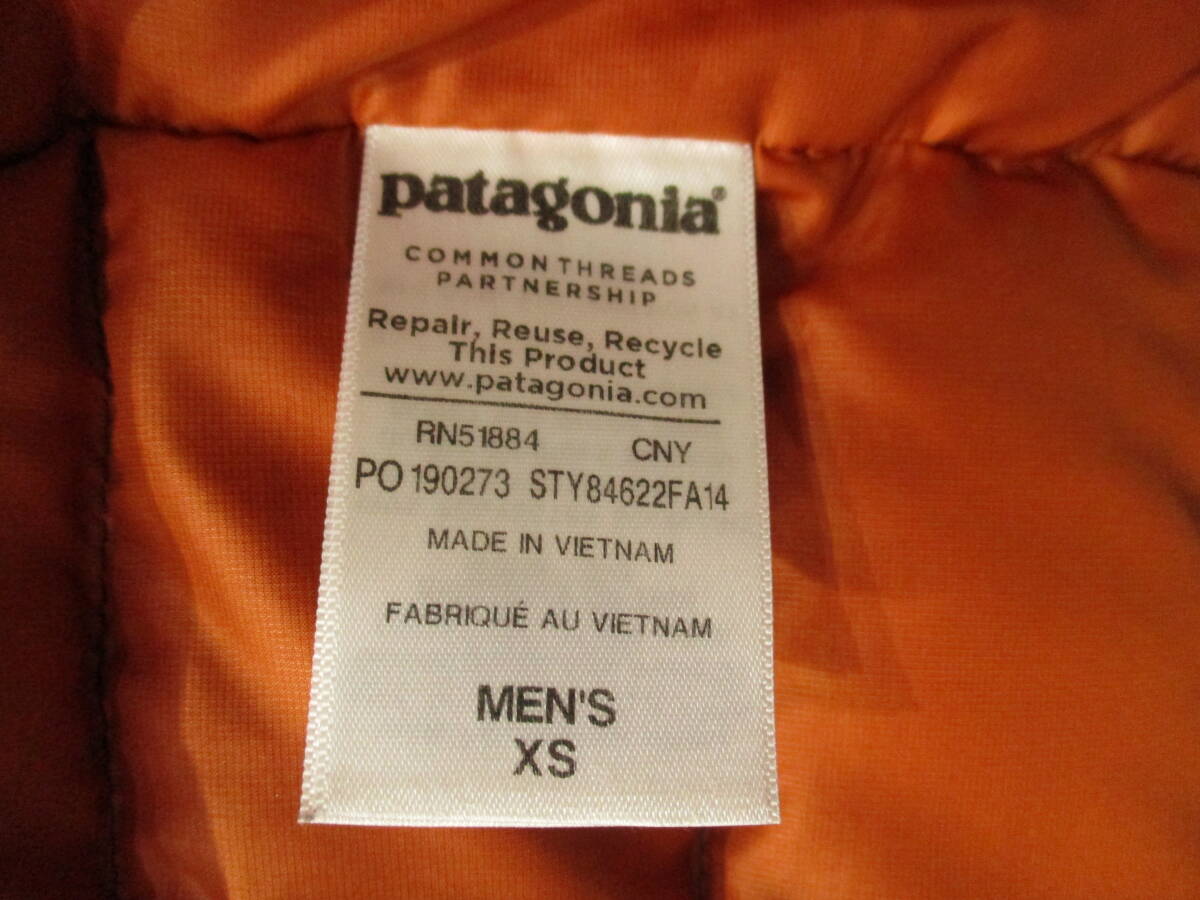 patagonia®
COMMON THREADS
PARTNERSHIP
Repair, Reuse, Recycle
This Product
www.patagonia.com
RN51884 CNY
PO 190273 STY84622FA14
MADE IN VIETNAM
FABRIQUÉ AU VIETNAM
MEN'S
XS